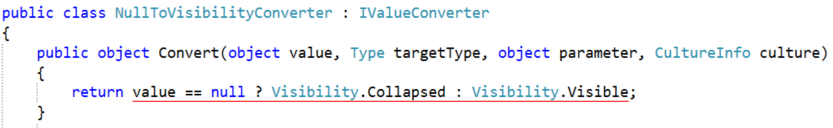 public class NullToVisibilityConverter : IValueConverter
{
    public object Convert(object value, Type targetType, object parameter, CultureInfo culture)
    {
        return value == null ? Visibility.Collapsed : Visibility.Visible;
    }